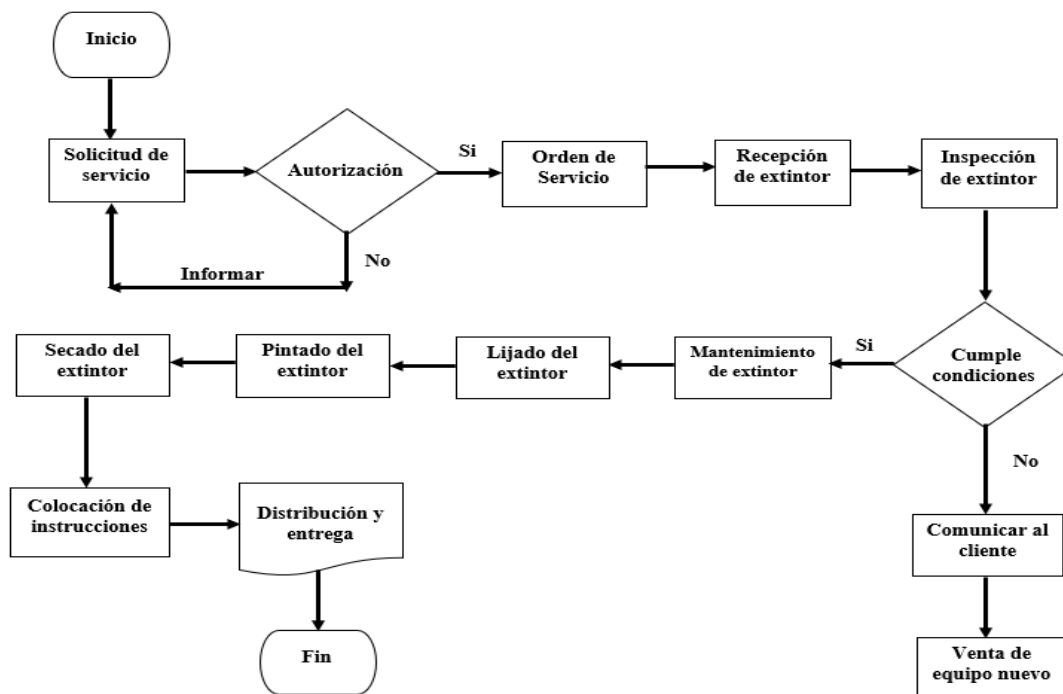 Inicio
Solicitud de
servicio
Autorización
Si
Orden de
Servicio
Recepción
de extintor
Inspección
de extintor
No
Informar
Cumple
condiciones
Si
Mantenimiento
de extintor
Lijado del
extintor
Pintado del
extintor
Secado del
extintor
No
Colocación de
instrucciones
Distribución y
entrega
Comunicar al
cliente
Fin
Venta de
equipo nuevo